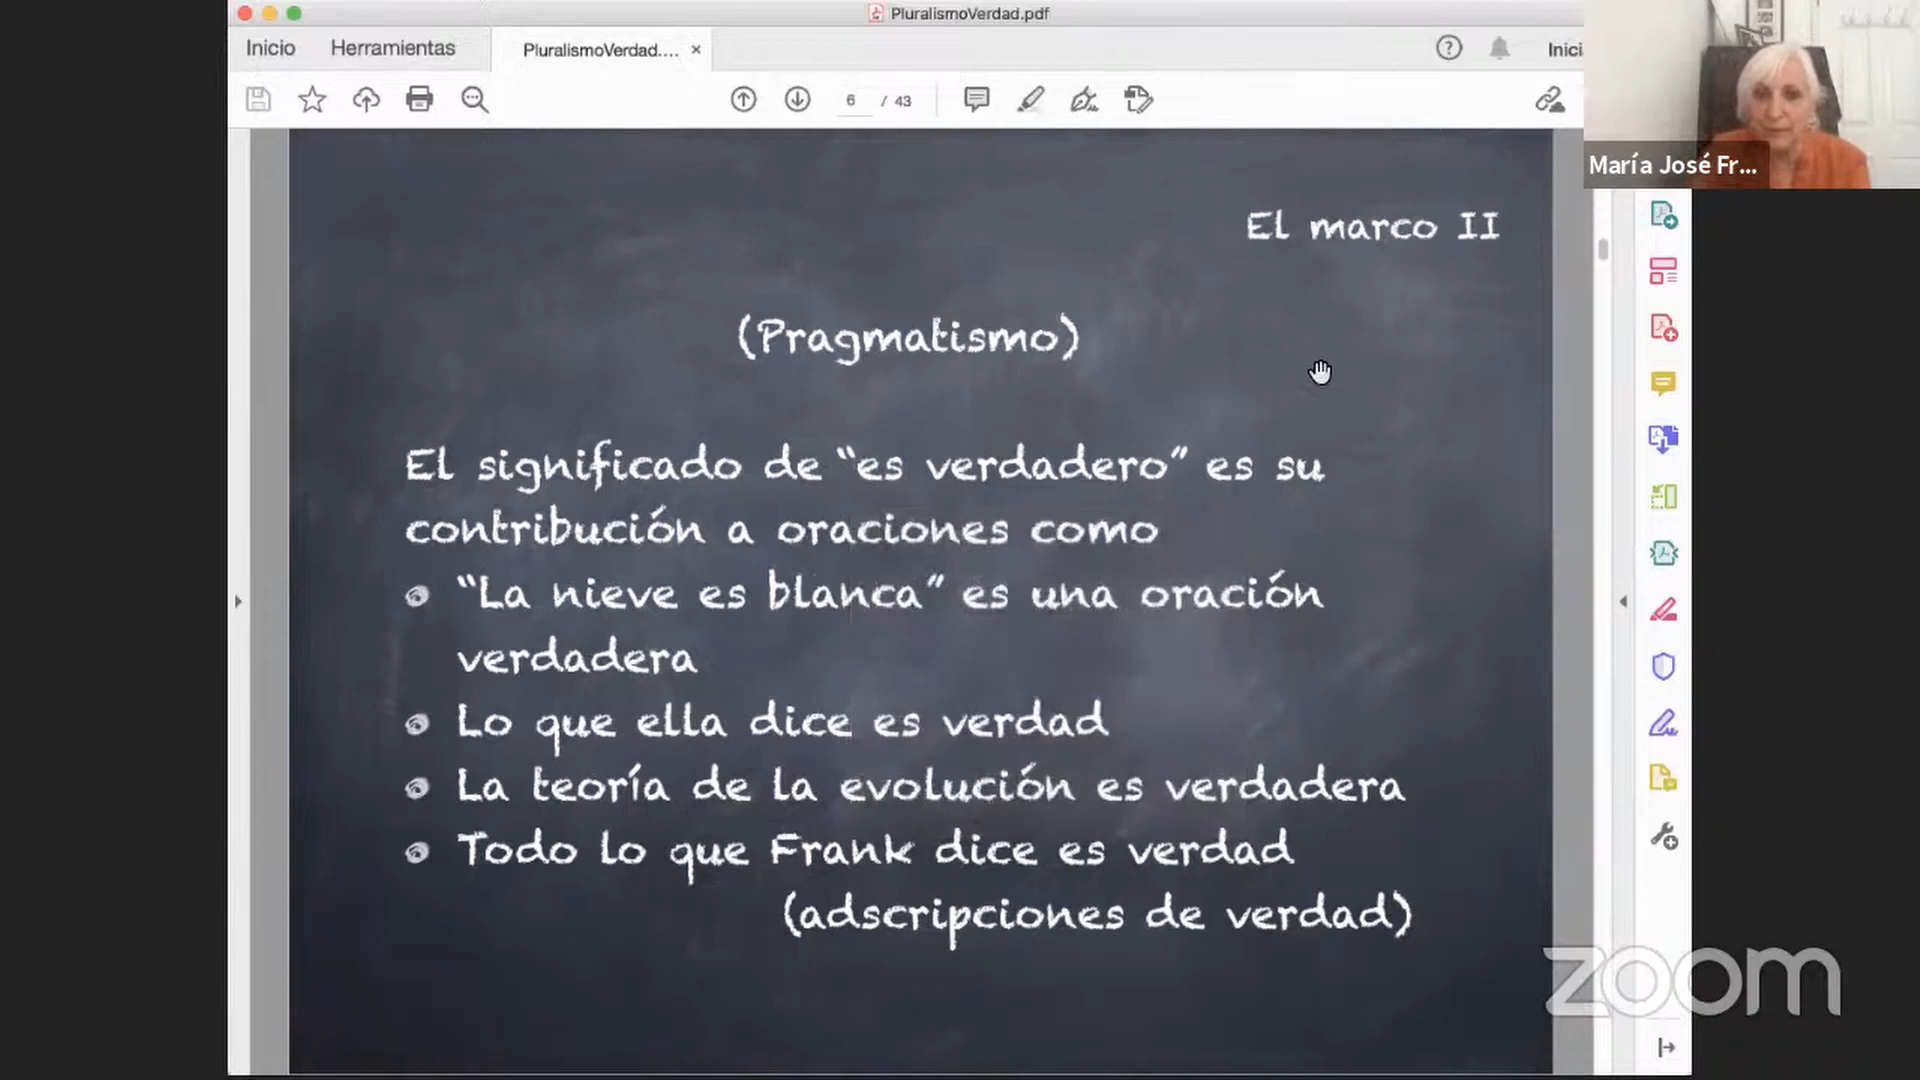 PluralismoVerdad.pdf
Inicio Herramientas PluralismoVerdad.... × Inici
6 / 43
María José Fr...
El marco II
(Pragmatismo)
El significado de “es verdadero” es su
contribución a oraciones como
“La nieve es blanca” es una oración
verdadera
Lo que ella dice es verdad
La teoría de la evolución es verdadera
Todo lo que Frank dice es verdad
(adscripciones de verdad)
zoom